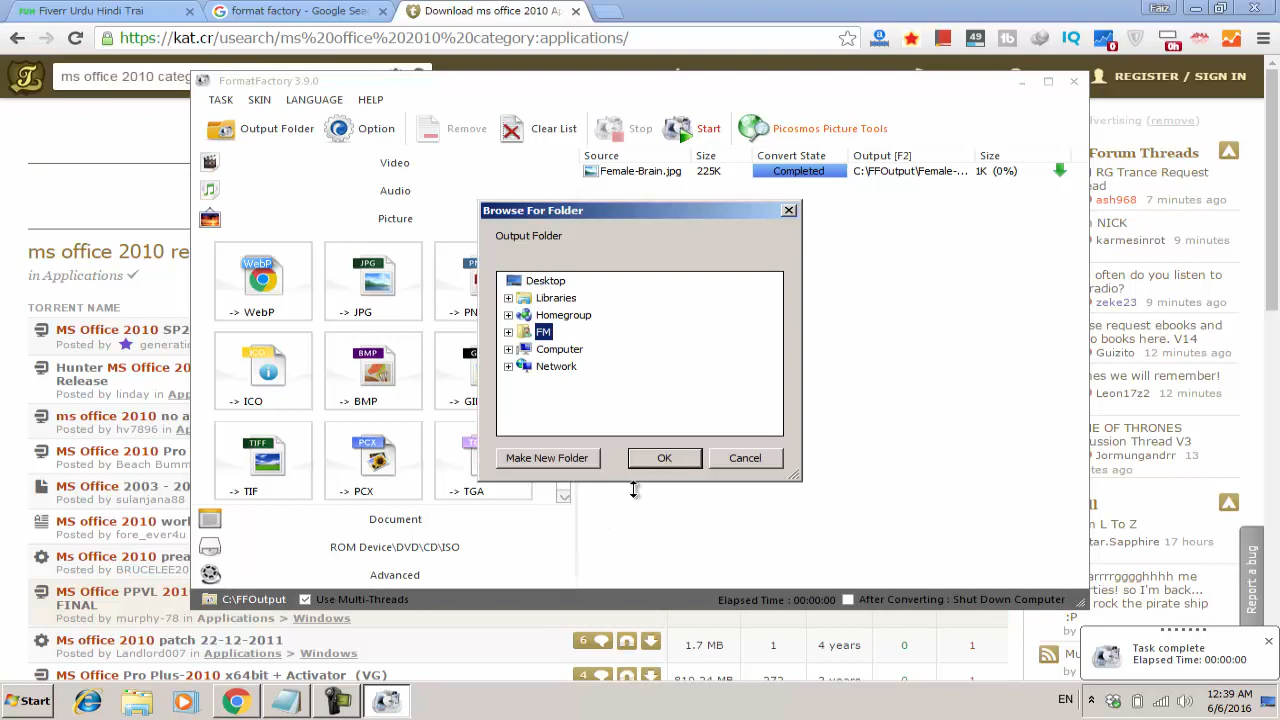 Fiverr Urdu Hindi Trai
format factory - Google Sea
Download ms office 2010 Ap
Faiz
https://kat.cr/usearch/ms%20office%202010%20category:applications/
ms office 2010 categ
REGISTER / SIGN IN
FormatFactory 3.9.0
TASK SKIN LANGUAGE HELP
Output Folder Option Remove Clear List Stop Start Picosmos Picture Tools
Video
Audio
Picture
Source Size Convert State Output [F2] Size
Female-Brain.jpg 225K Completed C:\FFOutput\Female-... 1K (0%)
Browse For Folder
Output Folder
Desktop
Libraries
Homegroup
FM
Computer
Network
Make New Folder OK Cancel
WebP
-> WebP
JPG
-> JPG
PN
-> PN
ICO
-> ICO
BMP
-> BMP
G
-> GI
TIFF
-> TIF
PCX
-> PCX
-> TGA
Document
ROM Device\DVD\CD\ISO
Advanced
C:\FFOutput Use Multi-Threads Elapsed Time : 00:00:00 After Converting : Shut Down Computer
ms office 2010 re
in Applications
TORRENT NAME
MS Office 2010 SP2
Posted by generati
Hunter MS Office 20
Release
Posted by linday in App
ms office 2010 no a
Posted by hv7896 in Ap
MS Office 2010 Pro
Posted by Beach Bumm
MS Office 2003 - 20
Posted by sulanjana88
MS office 2010 worl
Posted by fore_ever4u
Ms Office 2010 prea
Posted by BRUCELEE20
MS Office PPVL 201
FINAL
Posted by murphy-78 in Applications > Windows
Ms office 2010 patch 22-12-2011
Posted by Landlord007 in Applications > Windows
6 1.7 MB 1 4 years 0 1
MS Office Pro Plus-2010 x64bit + Activator (VG)
4
dvertising (remove)
Forum Threads
RG Trance Request
ead
ash968 7 minutes ago
NICK
karmesinrot 9 minutes
often do you listen to
radio?
zeke23 9 minutes ago
se request ebooks and
o books here. V14
Guizito 12 minutes
nes we will remember!
Leon17z2 12 minutes
NE OF THRONES
cussion Thread V3
Jormungandrr 13
ll
m L To Z
tar.Sapphire 17 hours
arrrrgggghhhh me
rties! so I'm back...
rock the pirate ship
:P
by
Mu
by
Report a bug
Task complete
Elapsed Time: 00:00:00
Start
EN
12:39 AM
6/6/2016
49
0
0h